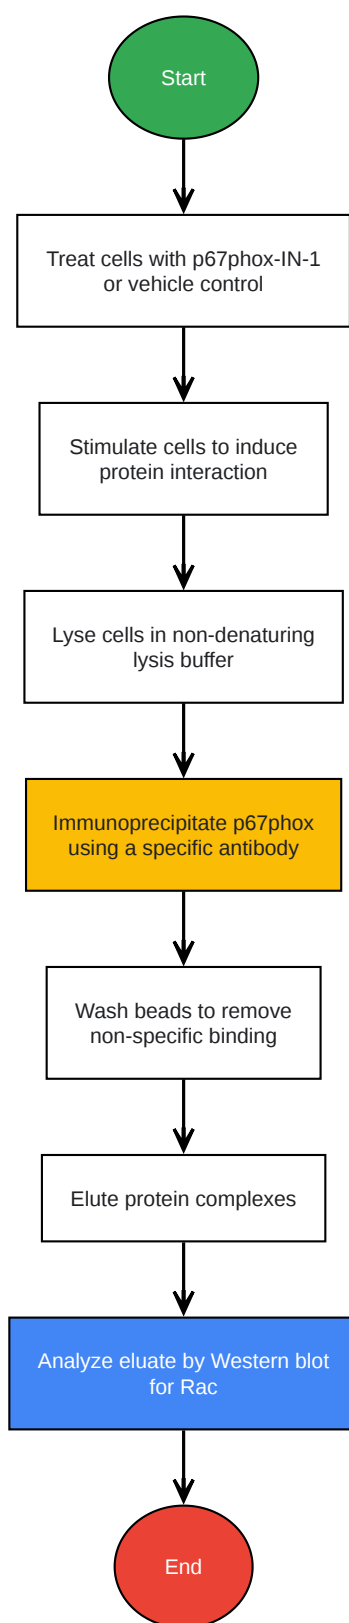 Start
Treat cells with p67phox-IN-1
or vehicle control
Stimulate cells to induce
protein interaction
Lyse cells in non-denaturing
lysis buffer
Immunoprecipitate p67phox
using a specific antibody
Wash beads to remove
non-specific binding
Elute protein complexes
Analyze eluate by Western blot
for Rac
End